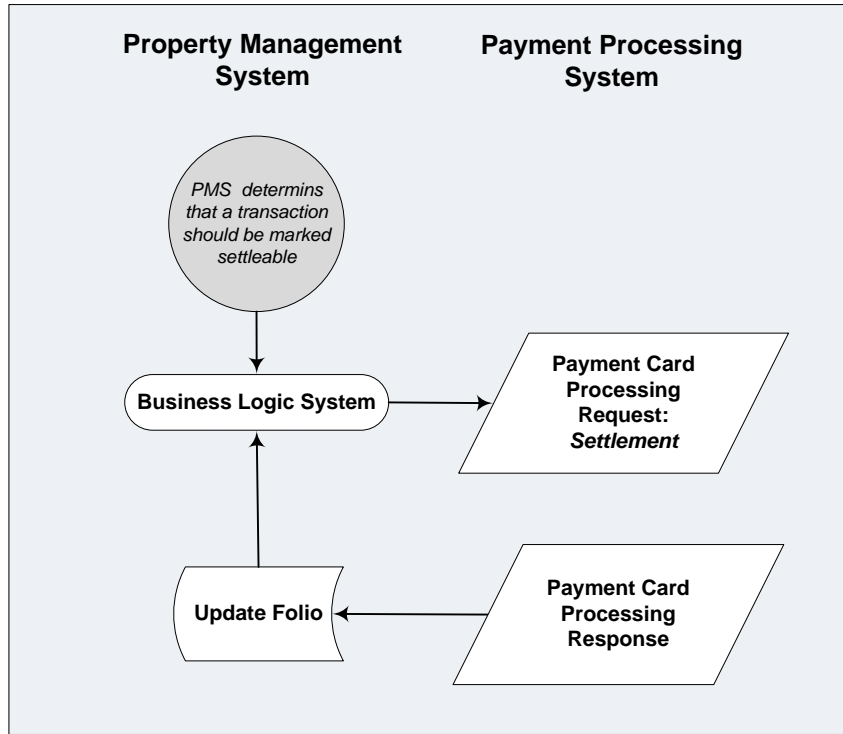 Property Management
System
Payment Processing
System
PMS determins
that a transaction
should be marked
settleable
Business Logic System
Payment Card
Processing
Request:
Settlement
Update Folio
Payment Card
Processing
Response